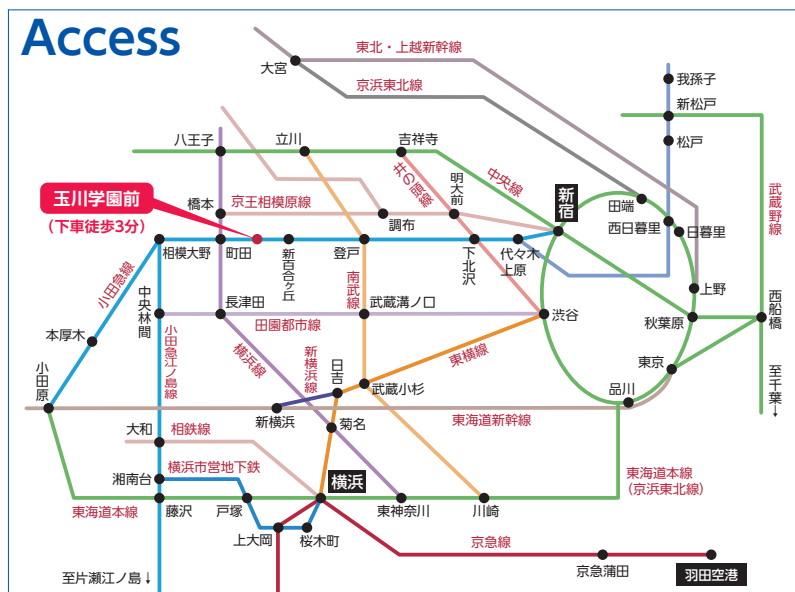 Access
東北・上越新幹線
大宮
京浜東北線
我孫子
新松戸
松戸
八王子
立川
吉祥寺
井の頭線
明大前
中央線
新宿
田端
西日暮里
日暮里
武蔵野線
玉川学園前
(下車徒歩3分)
橋本
京王相模原線
調布
相模大野
町田
新百合ヶ丘
登戸
下北沢
代々木
上原
上野
西船橋
小田急線
中央林間
長津田
南武線
武蔵溝ノ口
田園都市線
渋谷
秋葉原
本厚木
小田急江ノ島線
横浜線
新横浜線
日吉
東横線
東京
小田原
武蔵小杉
品川
至千葉↓
新横浜
菊名
東海道新幹線
大和
相鉄線
湘南台
横浜市営地下鉄
横浜
東海道本線
(京浜東北線)
東海道本線
藤沢
戸塚
東神奈川
川崎
上大岡
桜木町
京急線
至片瀬江ノ島↓
京急蒲田
羽田空港